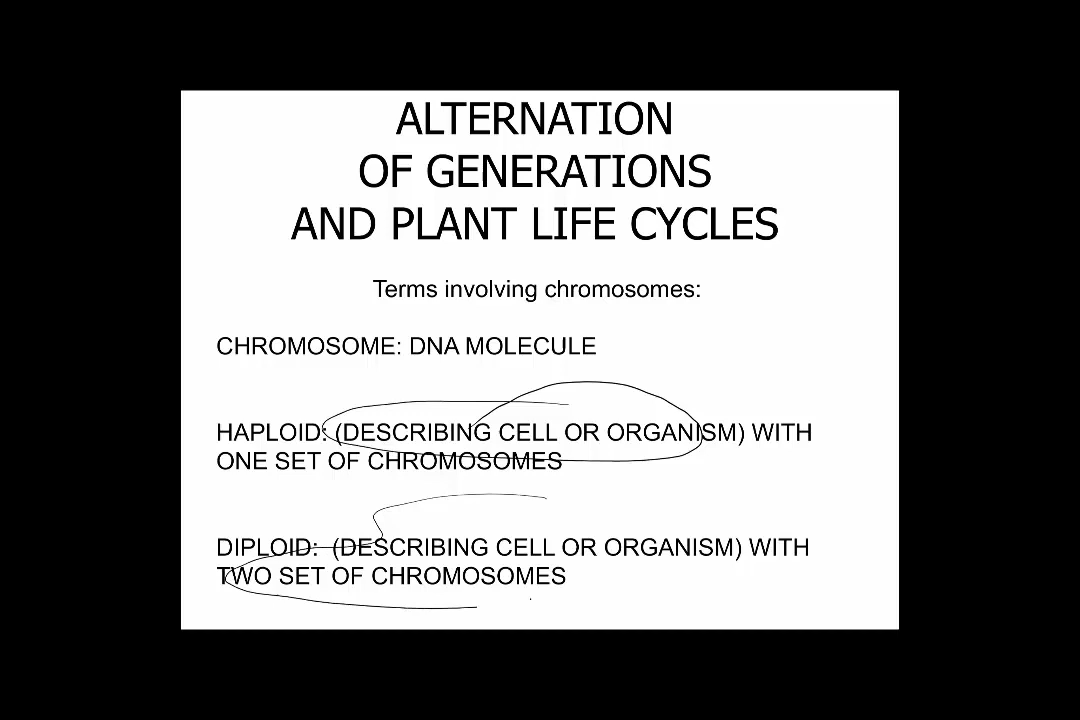 ALTERNATION
OF GENERATIONS
AND PLANT LIFE CYCLES
Terms involving chromosomes:
CHROMOSOME: DNA MOLECULE
HAPLOID: (DESCRIBING CELL OR ORGANISM) WITH
ONE SET OF CHROMOSOMES
DIPLOID: (DESCRIBING CELL OR ORGANISM) WITH
TWO SET OF CHROMOSOMES